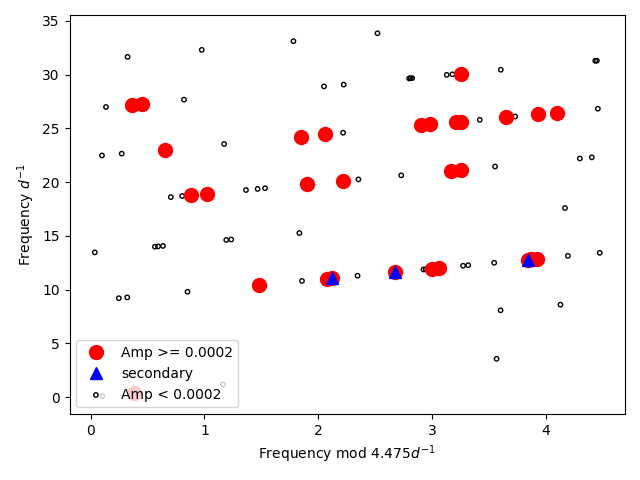 35
30
25
20
15
10
5
0
Frequency $d^{-1}$
Amp >= 0.0002
secondary
Amp < 0.0002
0 1 2 3 4
Frequency mod 4.475$d^{-1}$